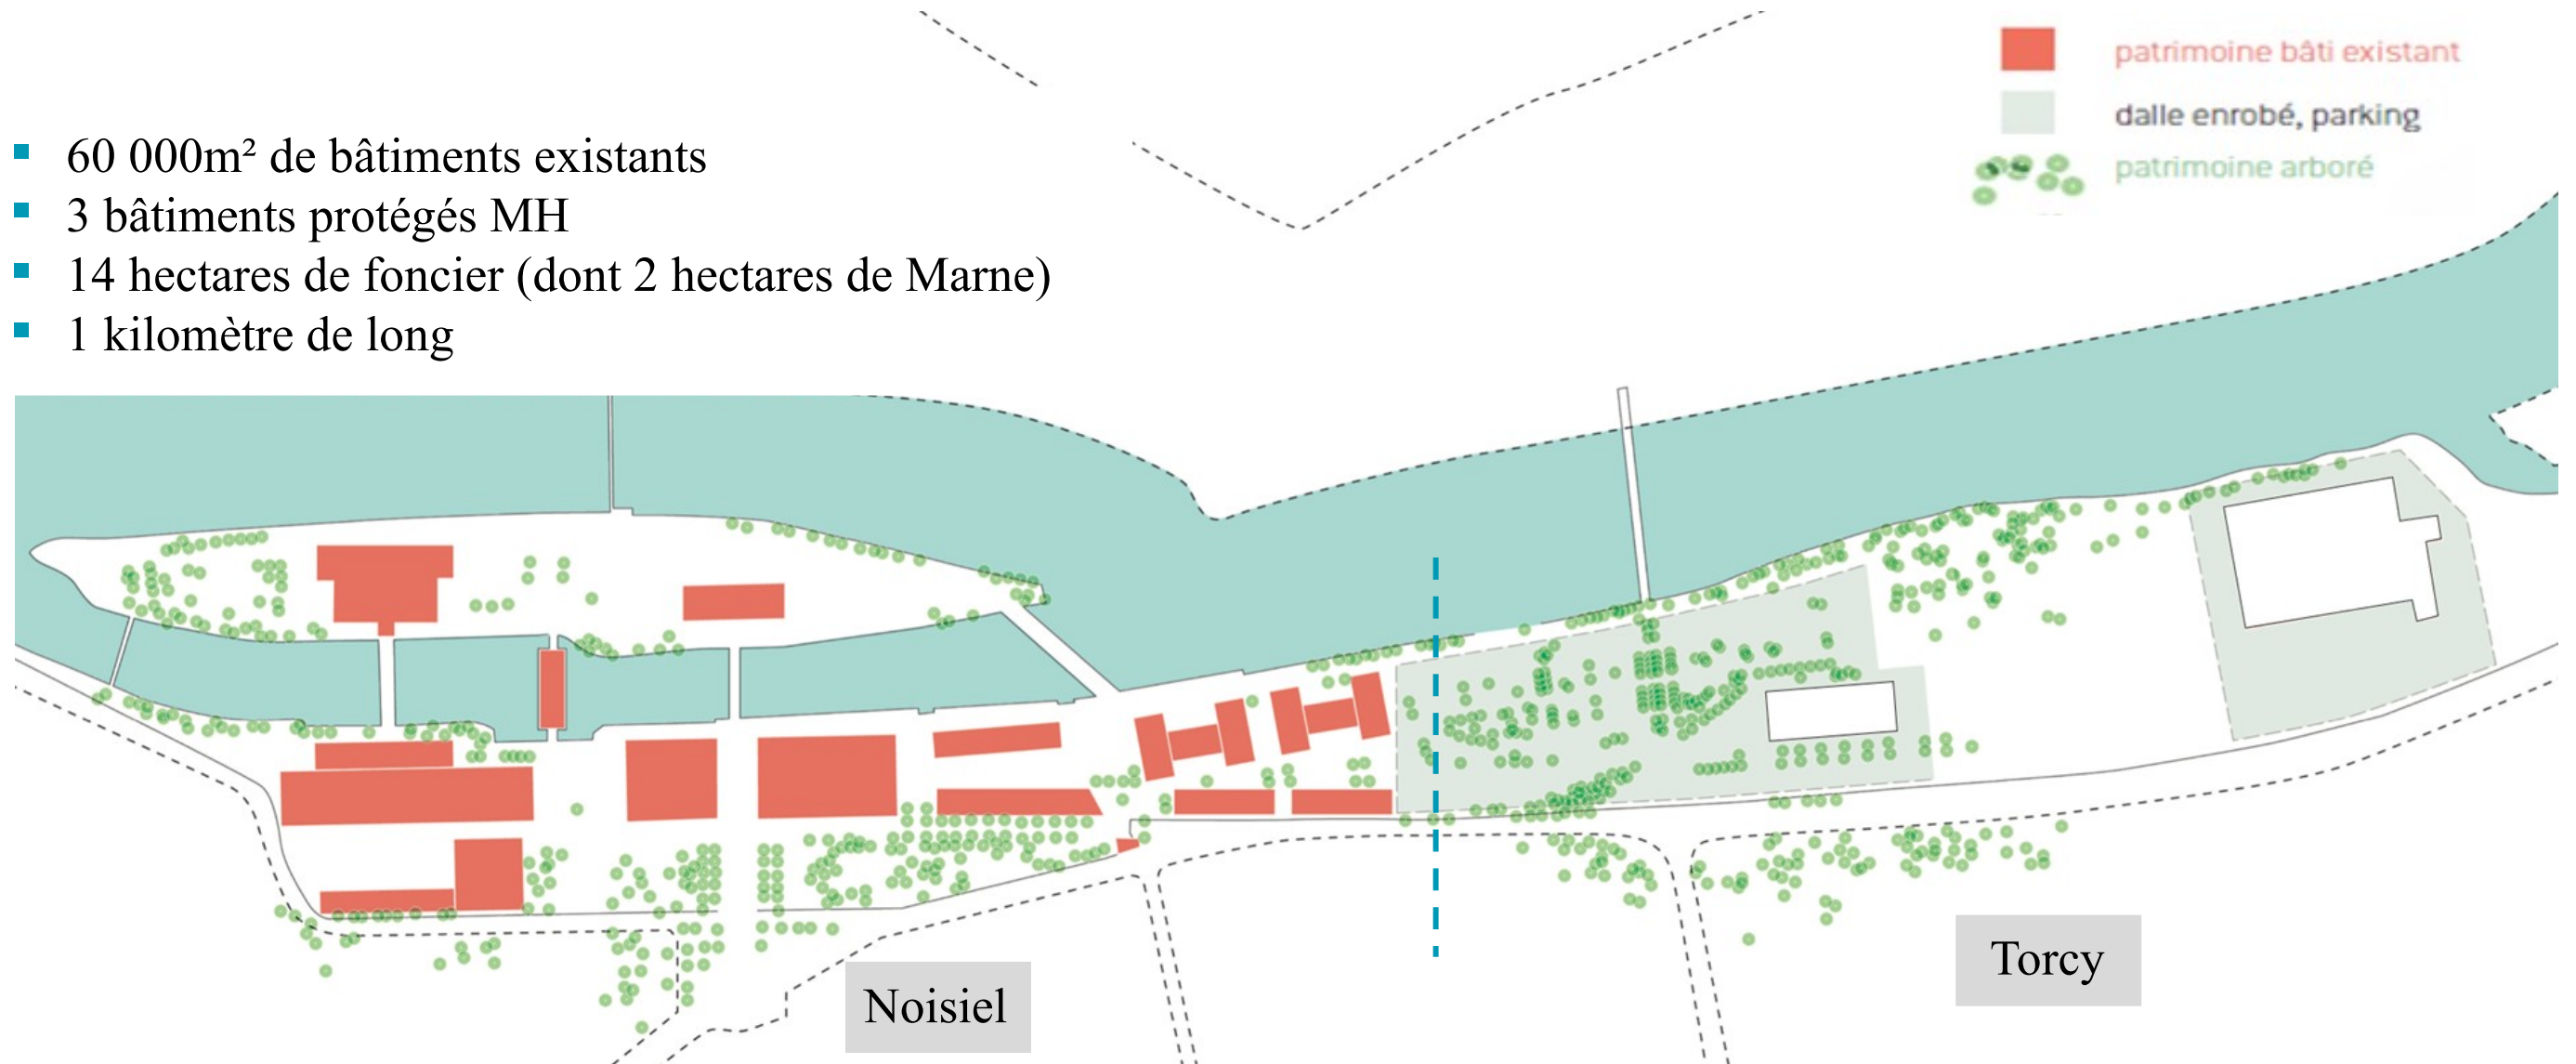 60 000m² de bâtiments existants
3 bâtiments protégés MH
14 hectares de foncier (dont 2 hectares de Marne)
1 kilomètre de long
patrimoine bâti existant
dalle enrobé, parking
patrimoine arboré
Noisiel
Torcy